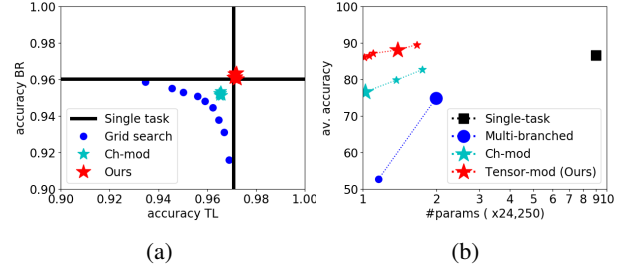 1.00
0.98
0.96
0.94
0.92
0.90
accuracy BR
Single task
Grid search
Ch-mod
Ours
0.90 0.92 0.94 0.96 0.98 1.00
accuracy TL
(a)
100
90
80
70
60
50
av. accuracy
Single-task
Multi-branched
Ch-mod
Tensor-mod (Ours)
1 2 3 4 5 6 7 8 910
#params ( x24,250)
(b)